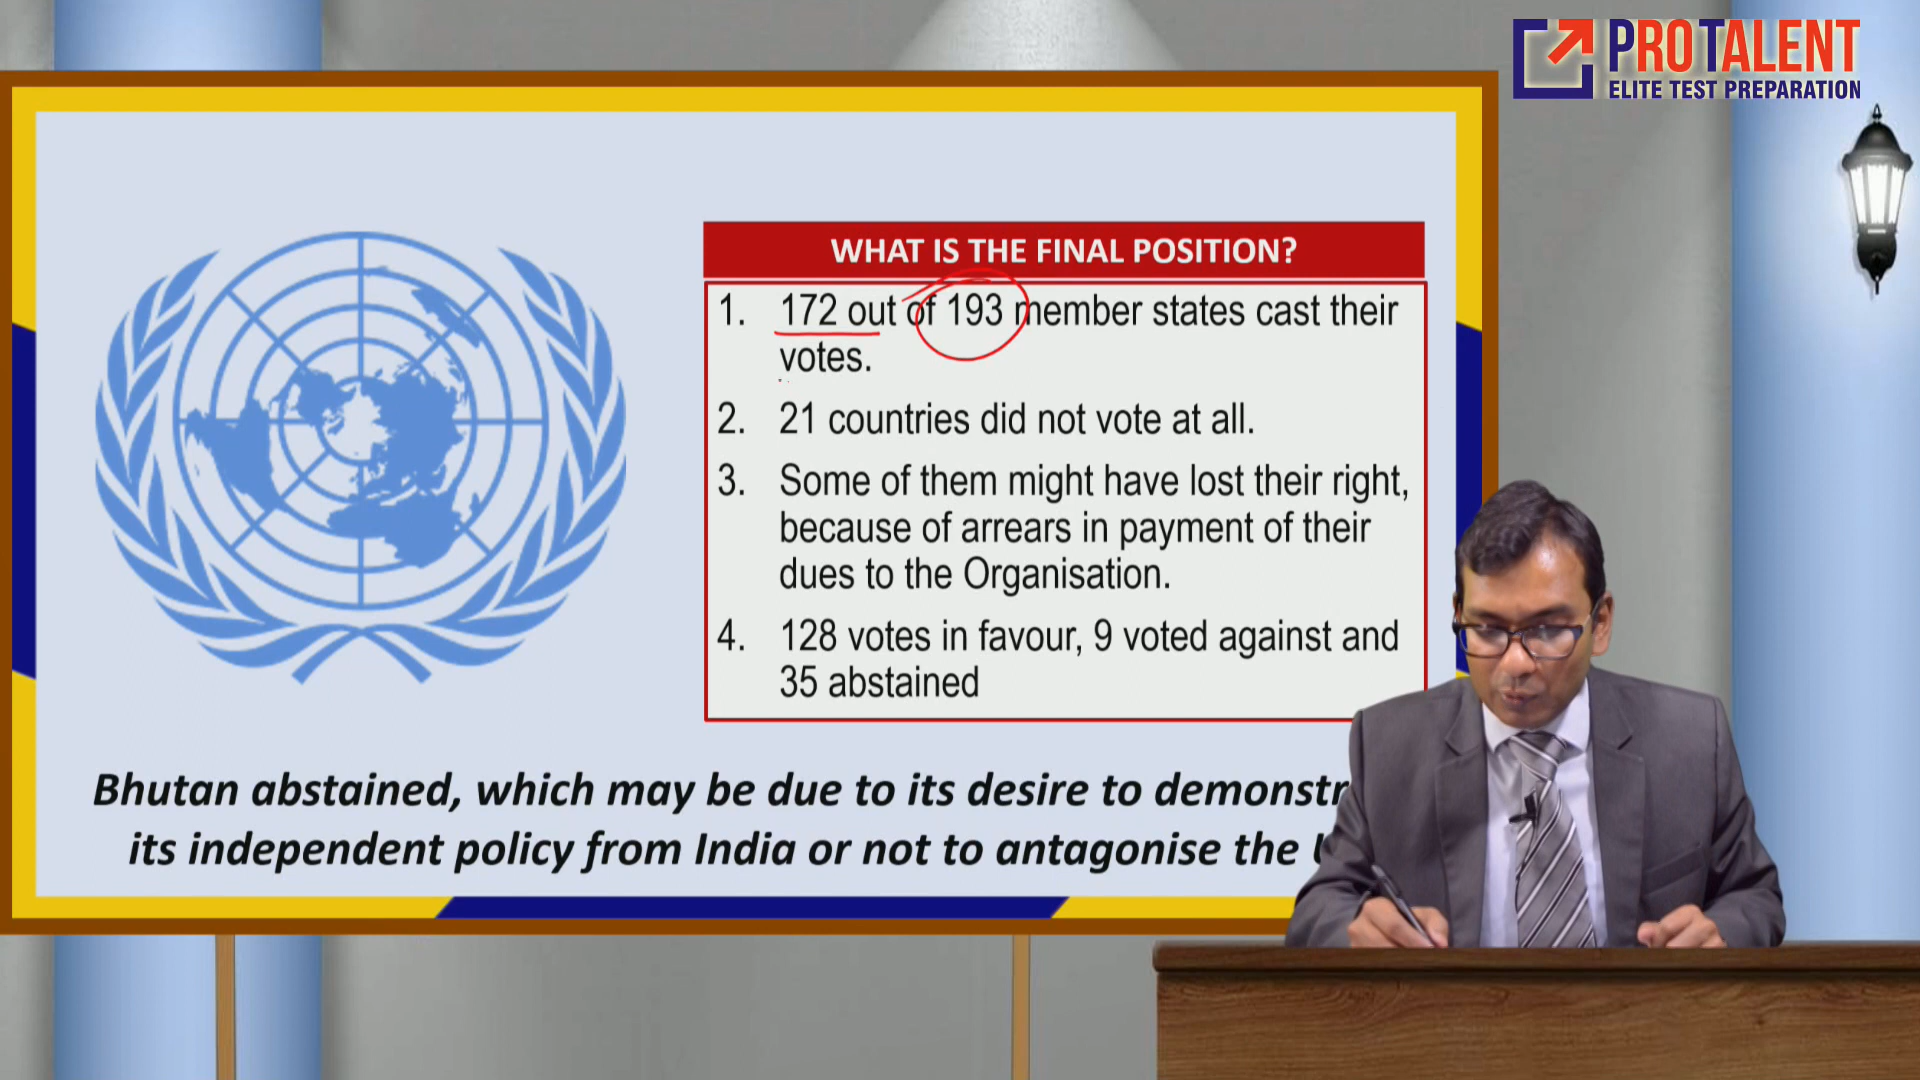 PROTALENT
ELITE TEST PREPARATION
WHAT IS THE FINAL POSITION?
1. 172 out of 193 member states cast their
votes.
2. 21 countries did not vote at all.
3. Some of them might have lost their right,
because of arrears in payment of their
dues to the Organisation.
4. 128 votes in favour, 9 voted against and
35 abstained
Bhutan abstained, which may be due to its desire to
its independent policy from India or not to antagonise the